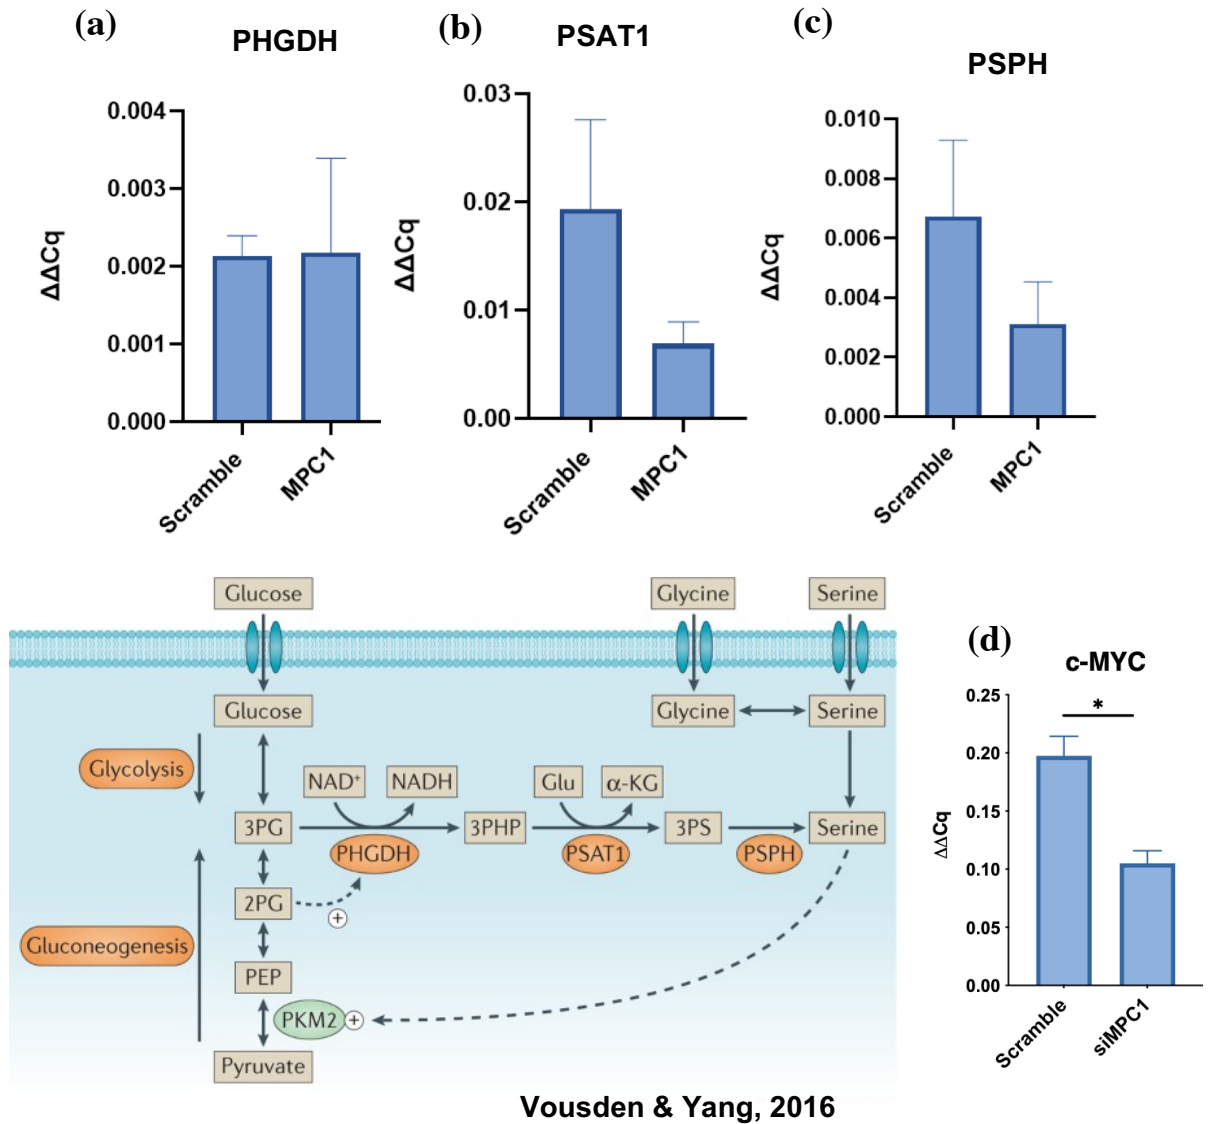 (a)
PHGDH
ΔΔCq
0.004
0.003
0.002
0.001
0.000
Scramble
MPC1
(b)
PSAT1
ΔΔCq
0.03
0.02
0.01
0.00
Scramble
MPC1
(c)
PSPH
ΔΔCq
0.010
0.008
0.006
0.004
0.002
0.000
Scramble
MPC1
Glucose
Glycine
Serine
Glucose
Glycine
Serine
Glycolysis
NAD+
NADH
Glu
α-KG
3PG
3PHP
3PS
Serine
PHGDH
PSAT1
PSPH
2PG
+
Gluconeogenesis
PEP
PKM2
+
Pyruvate
Vousden & Yang, 2016
(d)
c-MYC
*
ΔΔCq
0.25
0.20
0.15
0.10
0.05
0.00
Scramble
siMPC1